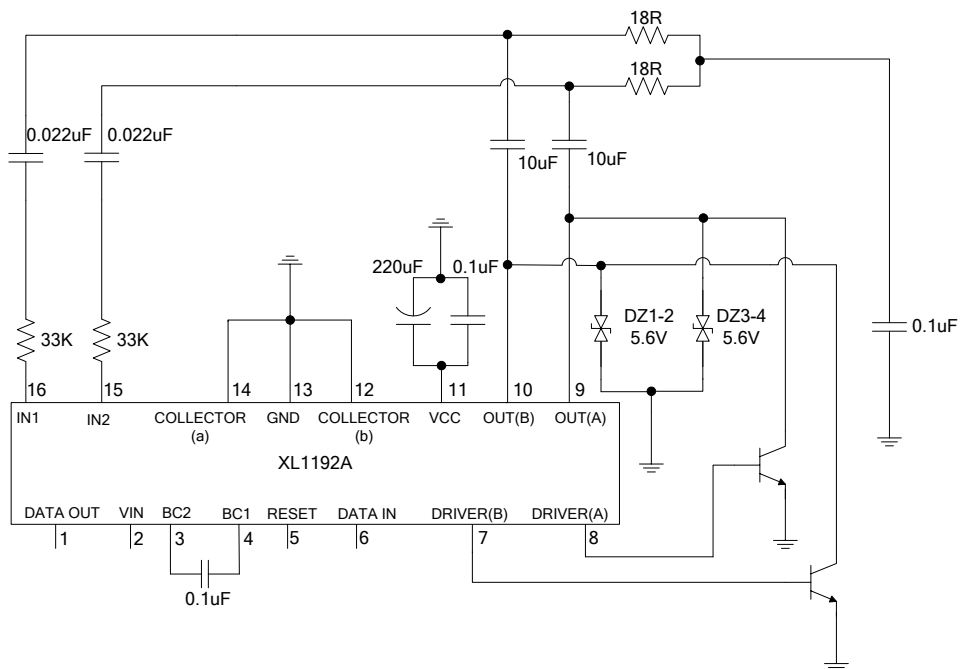 18R
18R
0.022uF 0.022uF
10uF 10uF
220uF 0.1uF
DZ1-2 DZ3-4
5.6V 5.6V
0.1uF
33K 33K
16 15 14 13 12 11 10 9
IN1 IN2 COLLECTOR GND COLLECTOR VCC OUT(B) OUT(A)
(a) (b)
XL1192A
DATA OUT VIN BC2 BC1 RESET DATA IN DRIVER(B) DRIVER(A)
1 2 3 4 5 6 7 8
0.1uF